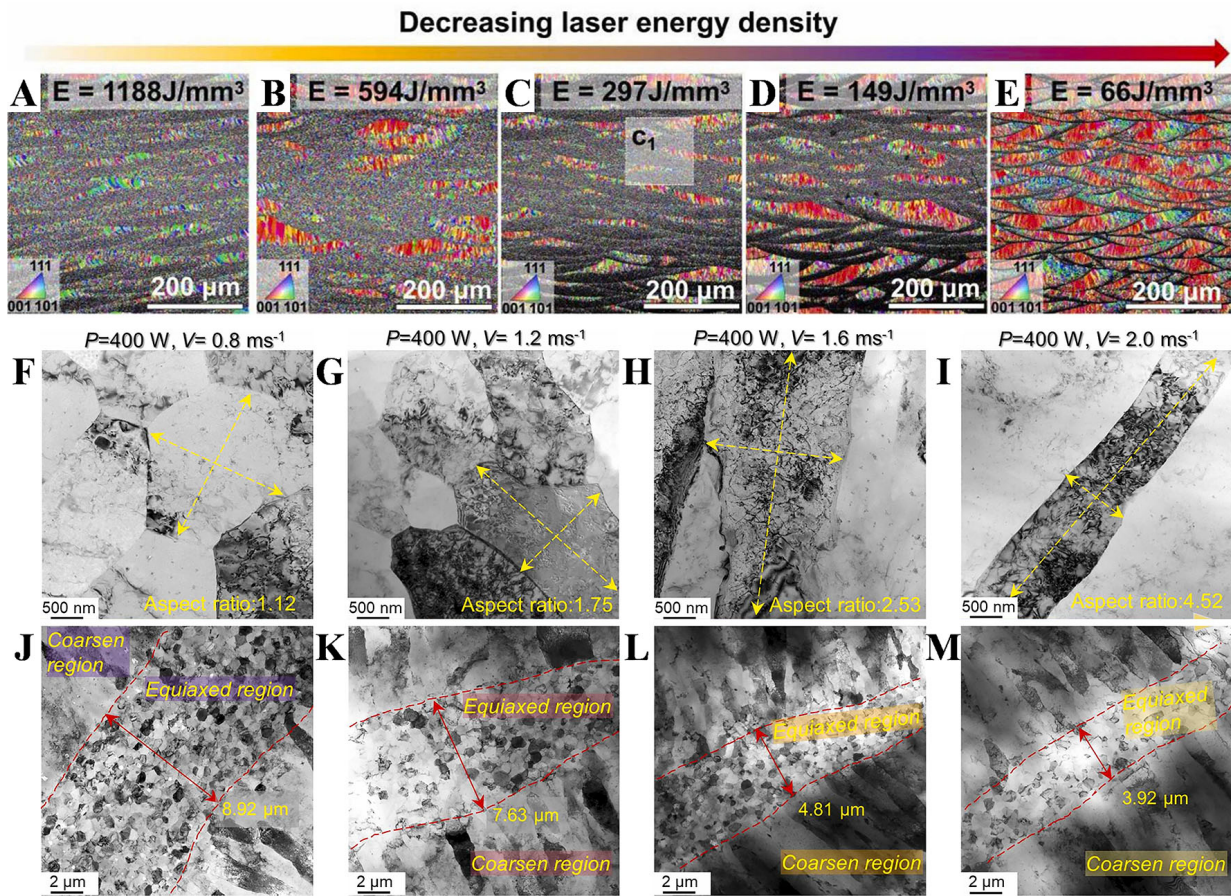 Decreasing laser energy density
A E = 1188J/mm³
B E = 594J/mm³
C E = 297J/mm³
D E = 149J/mm³
E E = 66J/mm³
c₁
111
001 101
200 µm
111
001 101
200 µm
111
001 101
200 µm
111
001 101
200 µm
111
001 101
200 µm
P=400 W, V= 0.8 ms⁻¹
P=400 W, V= 1.2 ms⁻¹
P=400 W, V= 1.6 ms⁻¹
P=400 W, V= 2.0 ms⁻¹
F
G
H
I
500 nm
Aspect ratio:1.12
500 nm
Aspect ratio:1.75
500 nm
Aspect ratio:2.53
500 nm
Aspect ratio:4.52
J
Coarsen
region
Equiaxed region
8.92 µm
2 µm
K
Equiaxed region
7.63 µm
Coarsen region
2 µm
L
Equiaxed region
4.81 µm
Coarsen region
2 µm
M
Equiaxed
region
3.92 µm
Coarsen region
2 µm